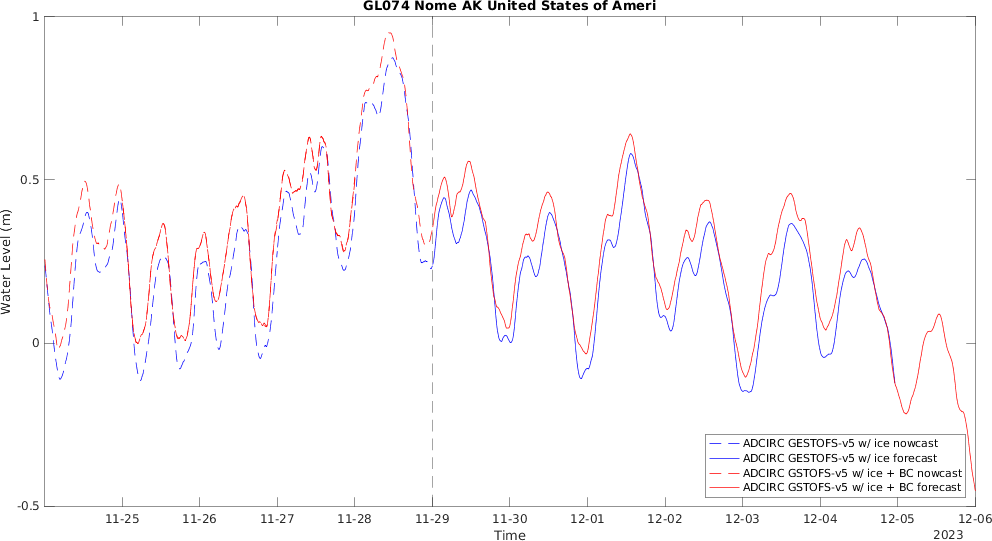 GL074 Nome AK United States of Ameri
Water Level (m)
1
0.5
0
-0.5
11-25
11-26
11-27
11-28
11-29
11-30
12-01
12-02
12-03
12-04
12-05
12-06
2023
Time
ADCIRC GESTOFS-v5 w/ ice nowcast
ADCIRC GESTOFS-v5 w/ ice forecast
ADCIRC GSTOFS-v5 w/ ice + BC nowcast
ADCIRC GSTOFS-v5 w/ ice + BC forecast